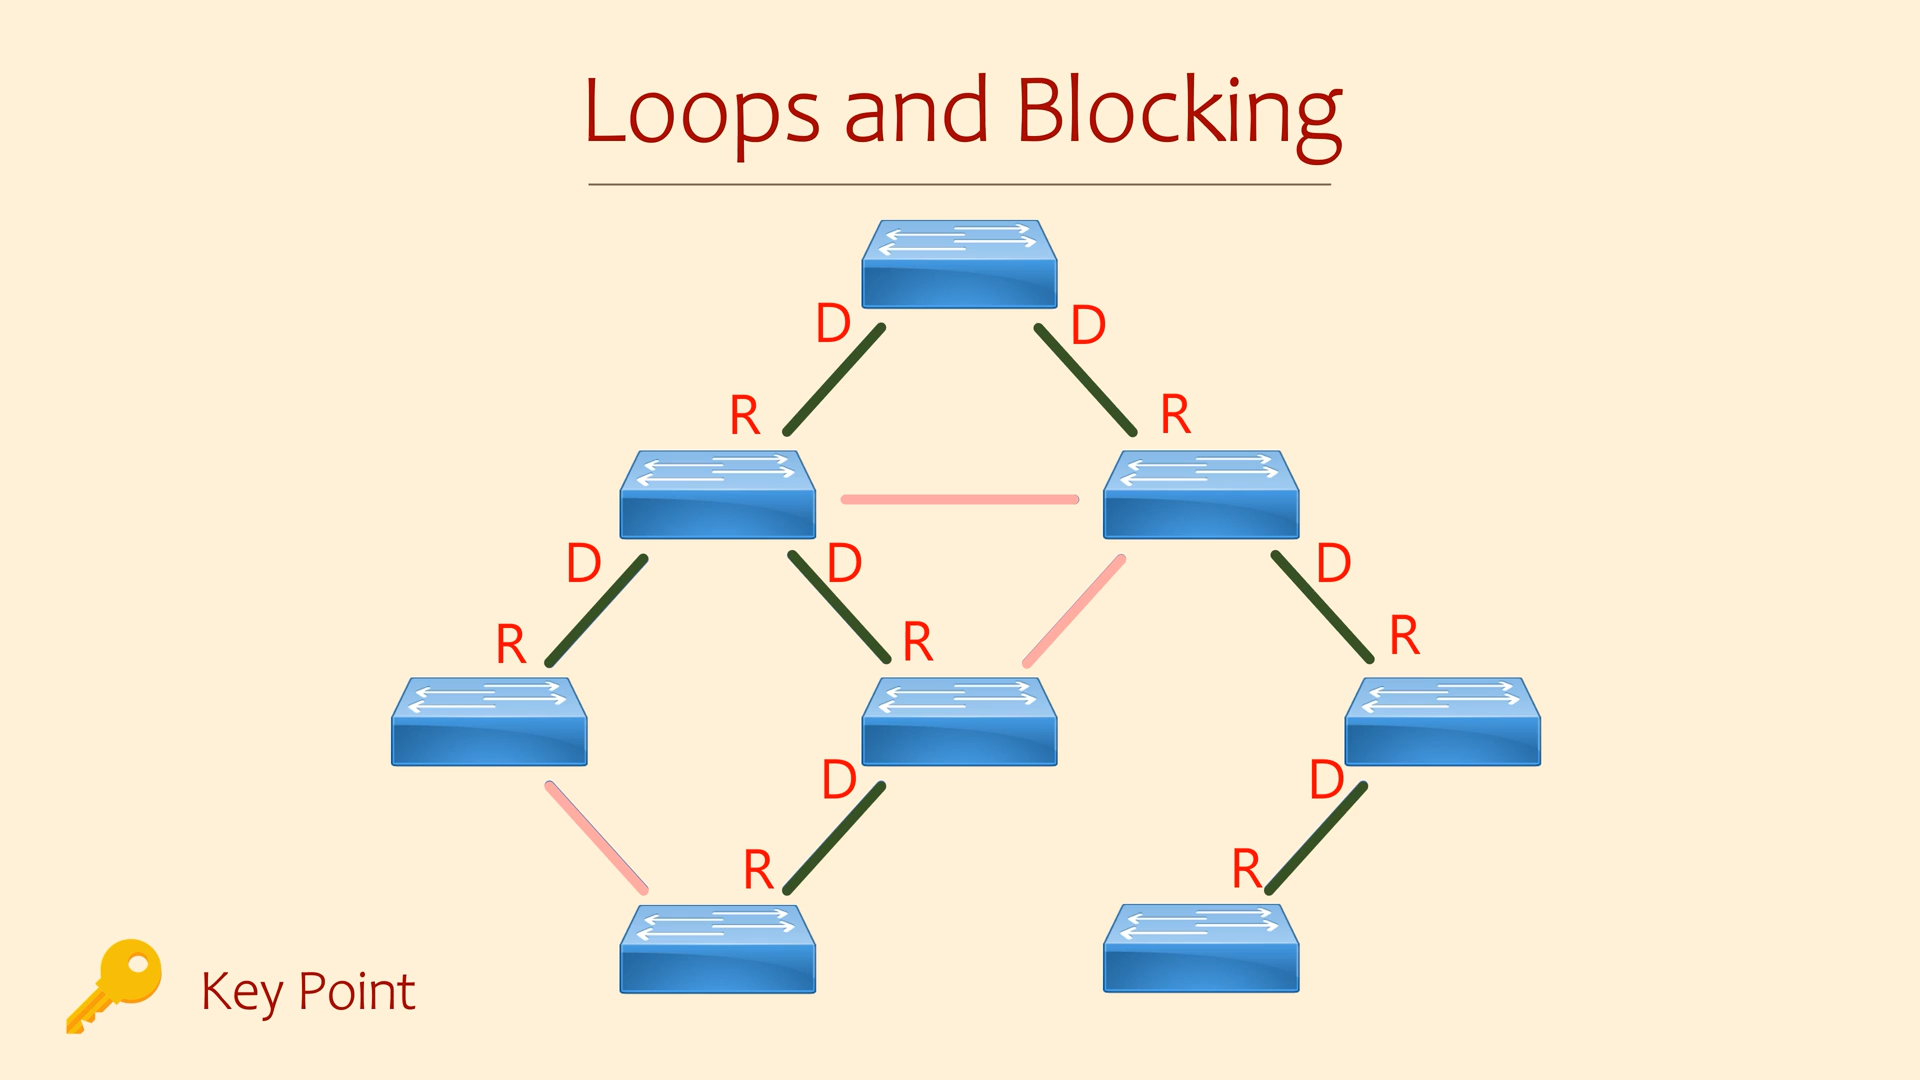 Loops and Blocking
D D
R R
D D D
R R R
D D
R R
Key Point